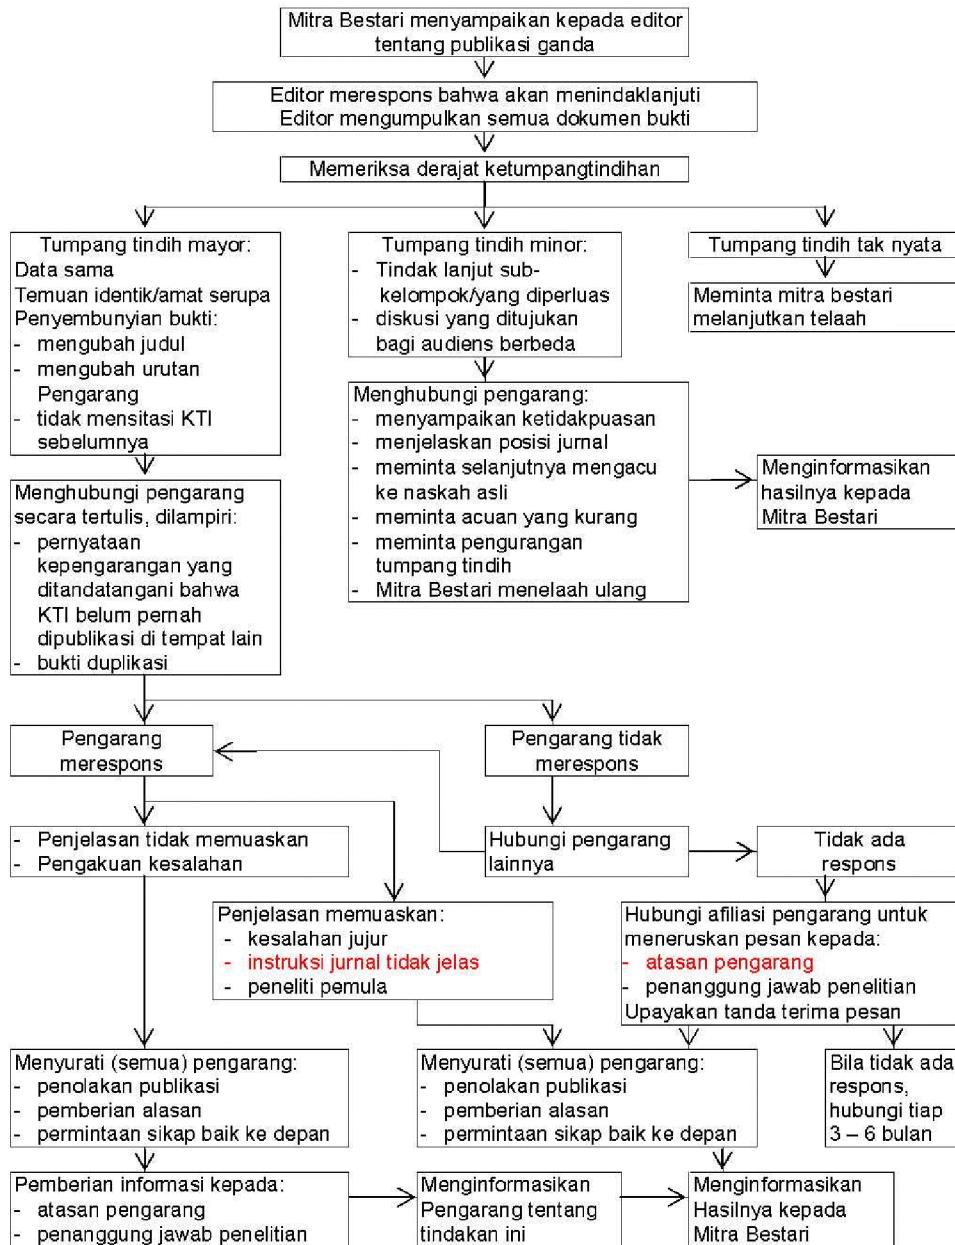 Mitra Bestari menyampaikan kepada editor
tentang publikasi ganda
Editor merespons bahwa akan menindaklanjuti
Editor mengumpulkan semua dokumen bukti
Memeriksa derajat ketumpangtindihan
Tumpang tindih mayor:
Data sama
Temuan identik/amat serupa
Penyembunyian bukti:
- mengubah judul
- mengubah urutan
Pengarang
- tidak mensitasi KTI
sebelumnya
Tumpang tindih minor:
- Tindak lanjut sub-
kelompok/yang diperluas
- diskusi yang ditujukan
bagi audiens berbeda
Tumpang tindih tak nyata
Meminta mitra bestari
melanjutkan telaah
Menghubungi pengarang:
- menyampaikan ketidakpuasan
- menjelaskan posisi jurnal
- meminta selanjutnya mengacu
ke naskah asli
- meminta acuan yang kurang
- meminta pengurangan
tumpang tindih
- Mitra Bestari menelaah ulang
Menginformasikan
hasilnya kepada
Mitra Bestari
Menghubungi pengarang
secara tertulis, dilampiri:
- pernyataan
kepengarangan yang
ditandatangani bahwa
KTI belum pernah
dipublikasi di tempat lain
- bukti duplikasi
Pengarang
merespons
Pengarang tidak
merespons
- Penjelasan tidak memuaskan
- Pengakuan kesalahan
Hubungi pengarang
lainnya
Tidak ada
respons
Penjelasan memuaskan:
- kesalahan jujur
- instruksi jurnal tidak jelas
- peneliti pemula
Hubungi afiliasi pengarang untuk
meneruskan pesan kepada:
- atasan pengarang
- penanggung jawab penelitian
Upayakan tanda terima pesan
Menyurati (semua) pengarang:
- penolakan publikasi
- pemberian alasan
- permintaan sikap baik ke depan
Menyurati (semua) pengarang:
- penolakan publikasi
- pemberian alasan
- permintaan sikap baik ke depan
Bila tidak ada
respons,
hubungi tiap
3 – 6 bulan
Pemberian informasi kepada:
- atasan pengarang
- penanggung jawab penelitian
Menginformasikan
Pengarang tentang
tindakan ini
Menginformasikan
Hasilnya kepada
Mitra Bestari